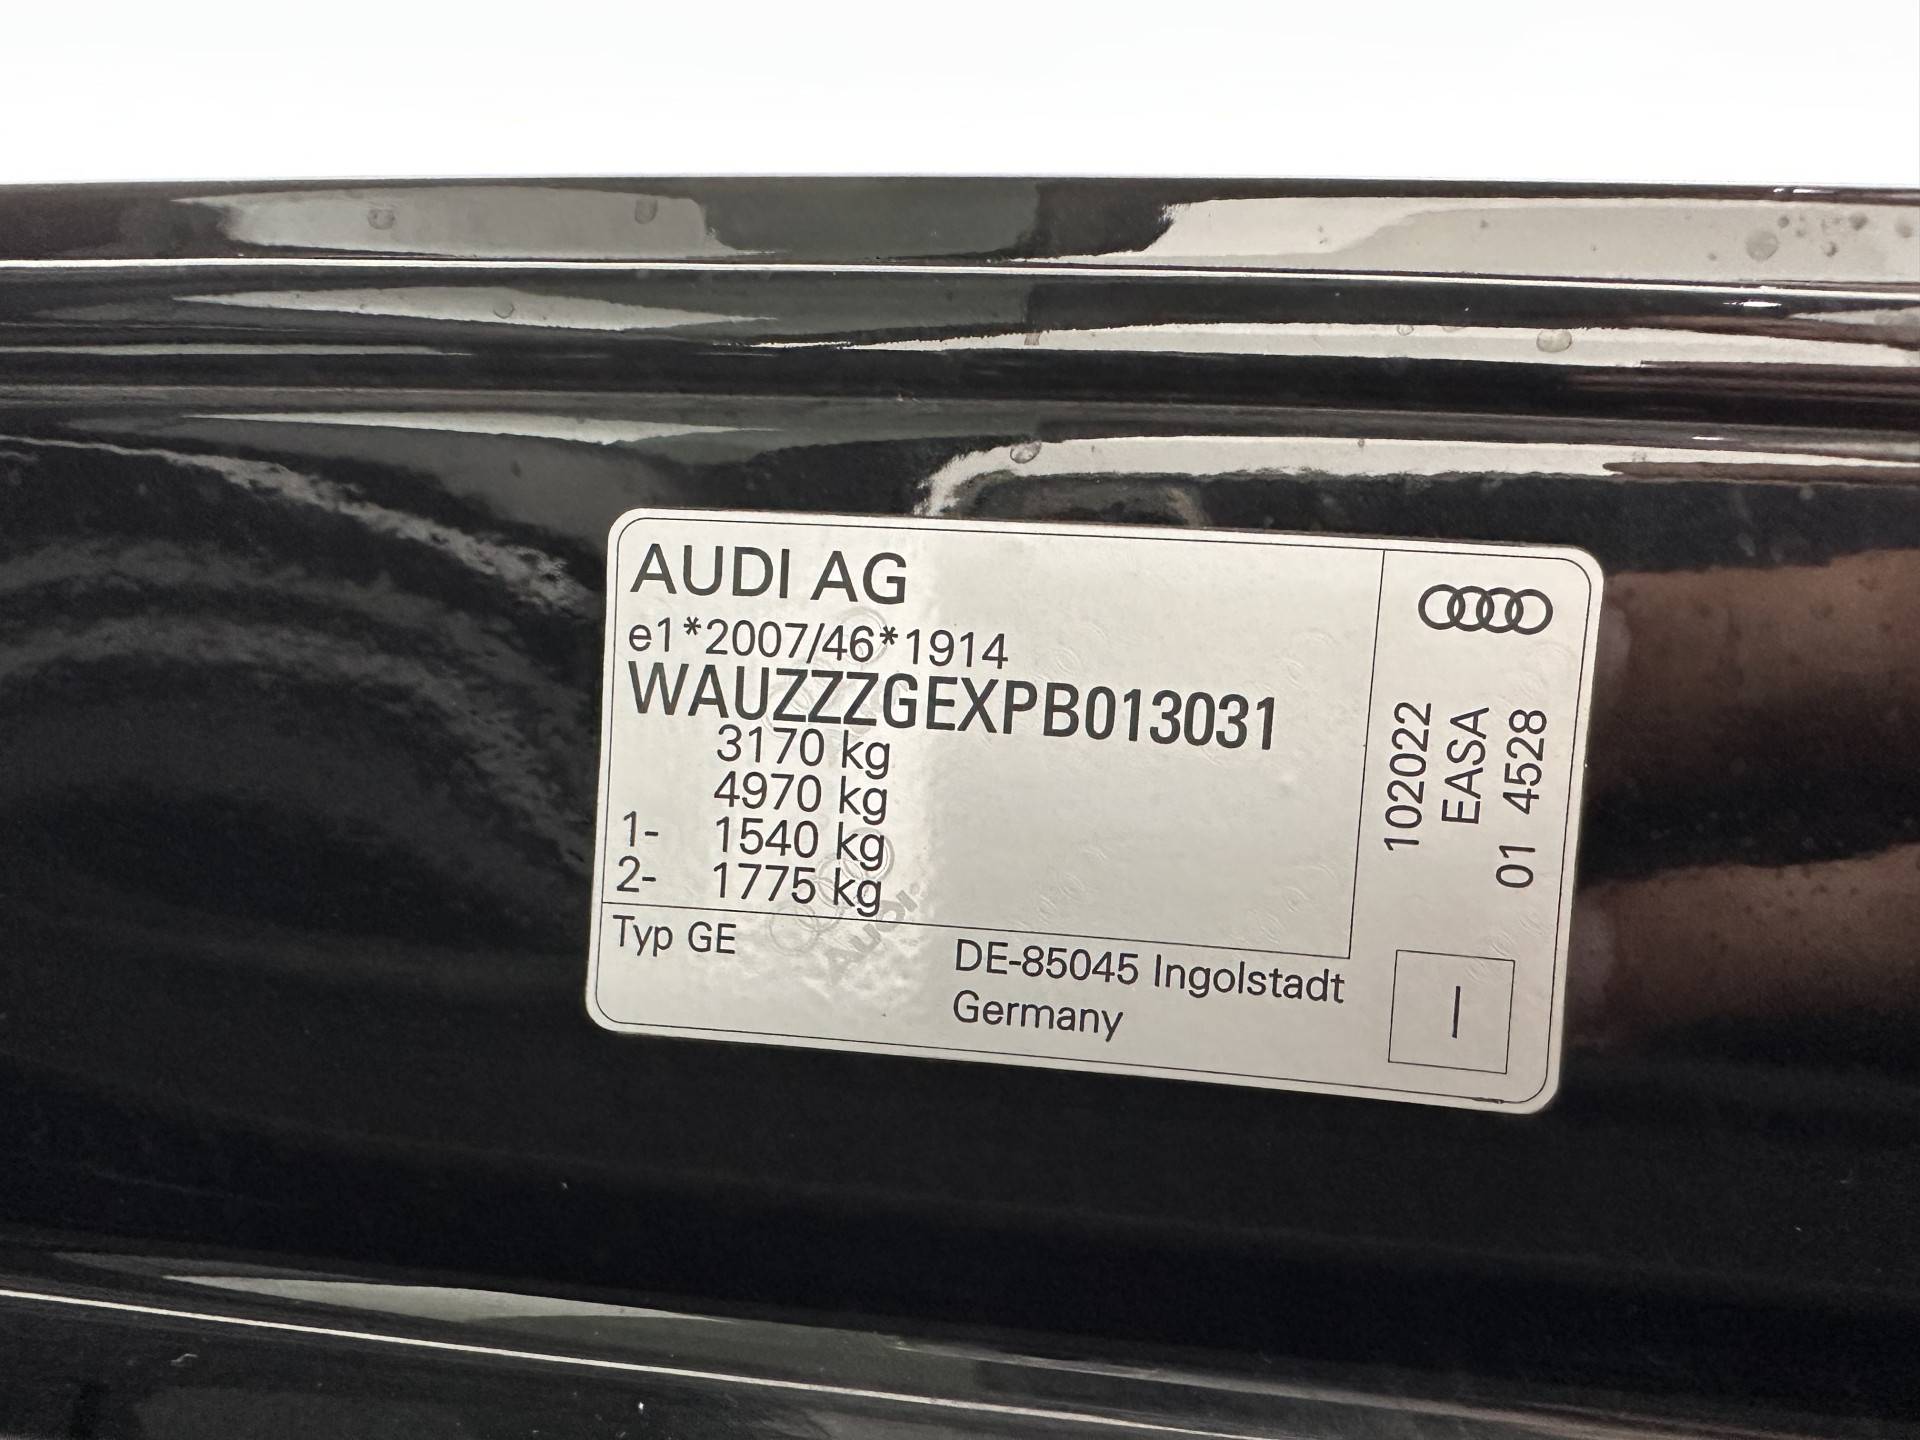 AUDI AG
e1*2007/46*1914
WAUZZZGEXPB013031
3170 kg
4970 kg
1- 1540 kg
2- 1775 kg
Typ GE
DE-85045 Ingolstadt
Germany
102022
EASA
01 4528
Audi